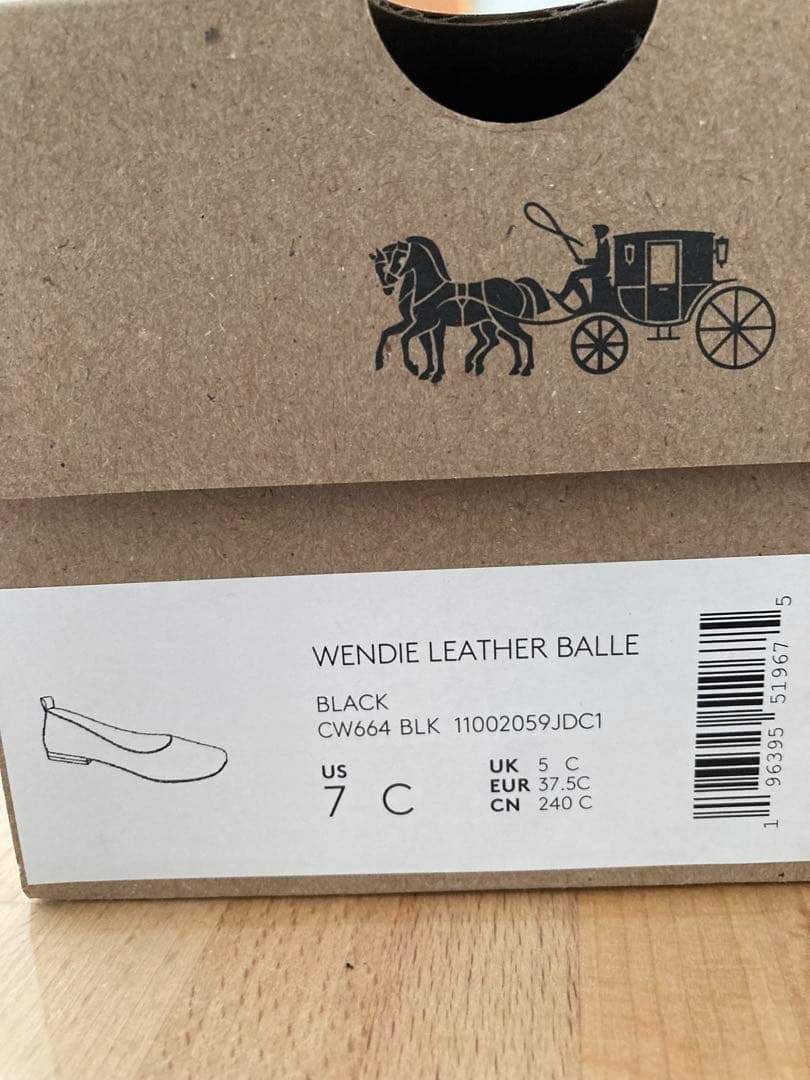 WENDIE LEATHER BALLE
BLACK
CW664 BLK 11002059JDC1
US
7 C
UK 5 C
EUR 37.5C
CN 240 C
1 96395 51967 5